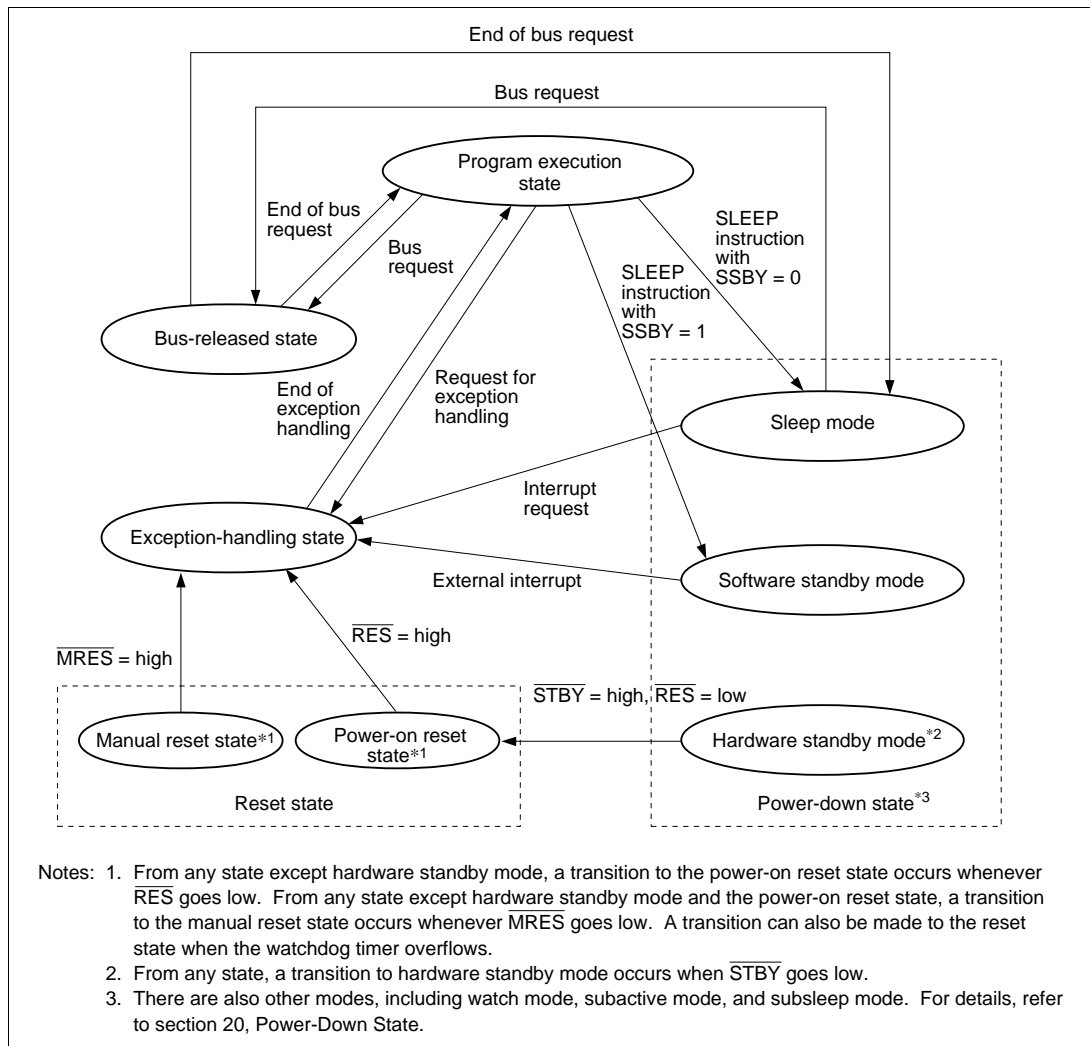 End of bus request
Bus request
Program execution
state
End of bus
request
Bus
request
SLEEP
instruction
with
SSBY = 0
SLEEP
instruction
with
SSBY = 1
Bus-released state
End of
exception
handling
Request for
exception
handling
Sleep mode
Interrupt
request
Exception-handling state
External interrupt
Software standby mode
RES = high
MRES = high
STBY = high, RES = low
Manual reset state*1
Power-on reset
state*1
Hardware standby mode*2
Reset state
Power-down state*3
Notes: 1. From any state except hardware standby mode, a transition to the power-on reset state occurs whenever
RES goes low. From any state except hardware standby mode and the power-on reset state, a transition
to the manual reset state occurs whenever MRES goes low. A transition can also be made to the reset
state when the watchdog timer overflows.
2. From any state, a transition to hardware standby mode occurs when STBY goes low.
3. There are also other modes, including watch mode, subactive mode, and subsleep mode. For details, refer
to section 20, Power-Down State.